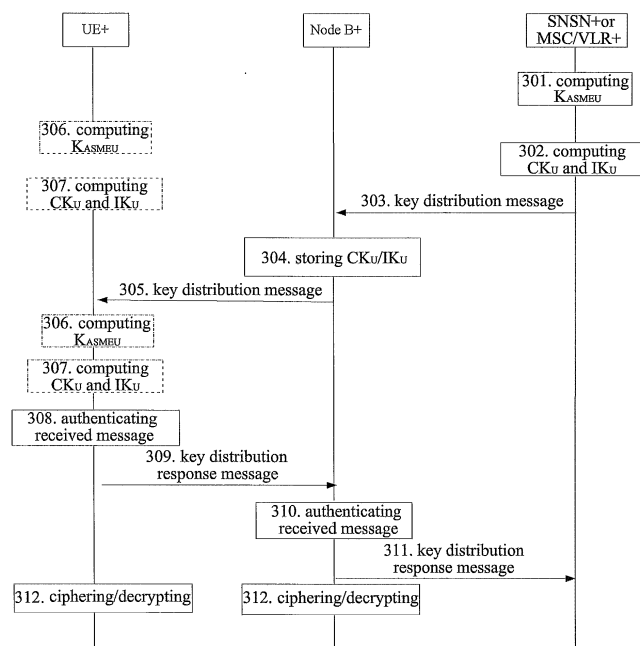 UE+
Node B+
SNSN+or
MSC/VLR+
301. computing
KASMEU
306. computing
KASMEU
302. computing
CKU and IKU
307. computing
CKU and IKU
303. key distribution message
304. storing CKU/IKU
305. key distribution message
306. computing
KASMEU
307. computing
CKU and IKU
308. authenticating
received message
309. key distribution
response message
310. authenticating
received message
311. key distribution
response message
312. ciphering/decrypting
312. ciphering/decrypting